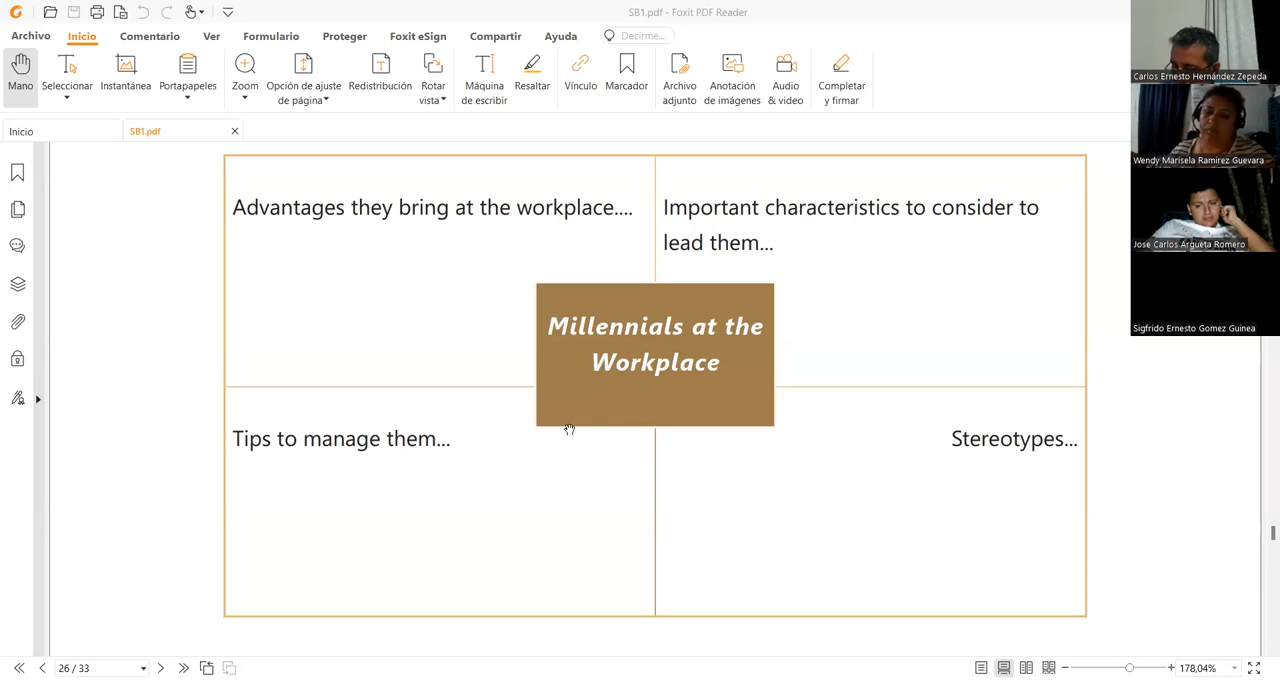 SB1.pdf - Foxit PDF Reader
Archivo Inicio Comentario Ver Formulario Proteger Foxit eSign Compartir Ayuda Decirme...
Mano Seleccionar Instantánea Portapapeles Zoom Opción de ajuste de página Redistribución Rotar vista Máquina de escribir Resaltar Vínculo Marcador Archivo adjunto Anotación de imágenes Audio & video Completar y firmar
Inicio SB1.pdf
Advantages they bring at the workplace....
Important characteristics to consider to
lead them...
Millennials at the
Workplace
Tips to manage them...
Stereotypes...
Carlos Ernesto Hernández Zepeda
Wendy Marisela Ramirez Guevara
Jose Carlos Argueta Romero
Sigfrido Ernesto Gomez Guinea
26 / 33
178,04%